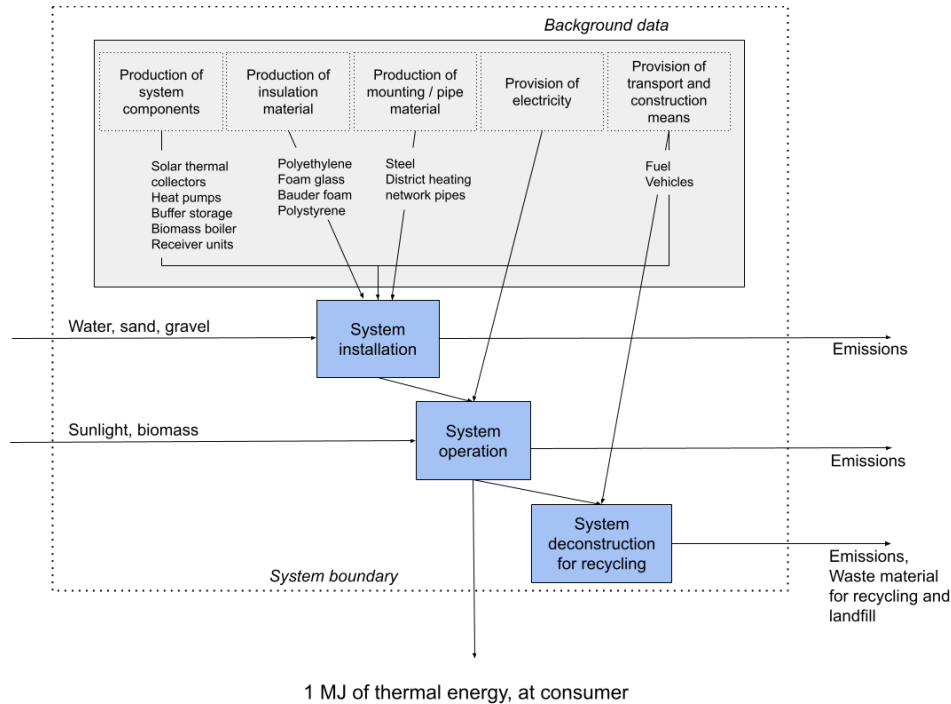 Background data
Production of
system
components
Production of
insulation
material
Production of
mounting / pipe
material
Provision of
electricity
Provision of
transport and
construction
means
Solar thermal
collectors
Heat pumps
Buffer storage
Biomass boiler
Receiver units
Polyethylene
Foam glass
Bauder foam
Polystyrene
Steel
District heating
network pipes
Fuel
Vehicles
Water, sand, gravel
System
installation
Emissions
Sunlight, biomass
System
operation
Emissions
System
deconstruction
for recycling
Emissions,
Waste material
for recycling and
landfill
System boundary
1 MJ of thermal energy, at consumer